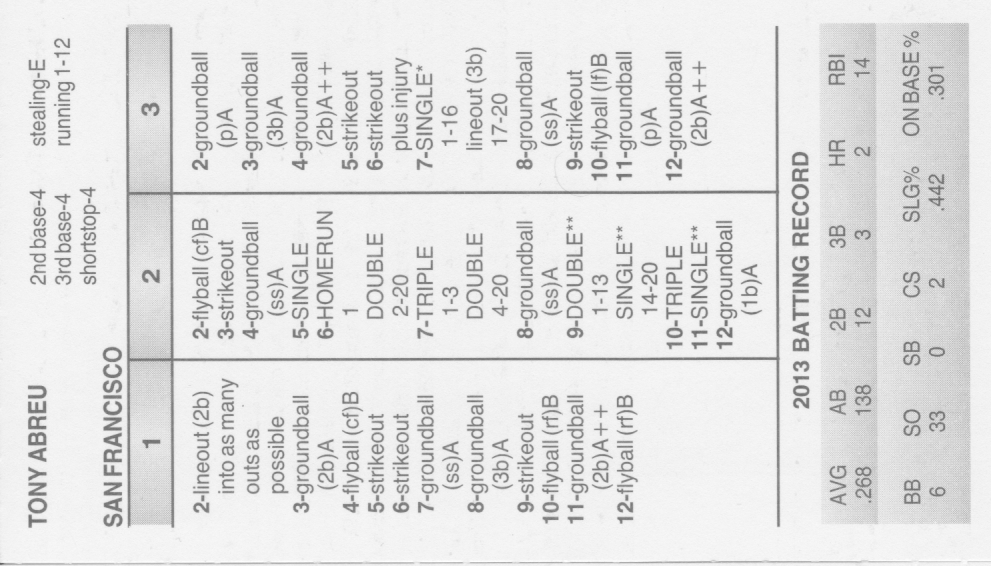 TONY ABREU 2nd base-4 stealing-E
3rd base-4 running 1-12
shortstop-4
SAN FRANCISCO
1 2 3
2-lineout (2b)
into as many
outs as
possible
3-groundball
(2b)A
4-flyball (cf)B
5-strikeout
6-strikeout
7-groundball
(ss)A
8-groundball
(3b)A
9-strikeout
10-flyball (rf)B
11-groundball
(2b)A++
12-flyball (rf)B
2-flyball (cf)B
3-strikeout
4-groundball
(ss)A
5-SINGLE
6-HOMERUN
1
DOUBLE
2-20
7-TRIPLE
1-3
DOUBLE
4-20
8-groundball
(ss)A
9-DOUBLE**
1-13
SINGLE**
14-20
10-TRIPLE
11-SINGLE**
12-groundball
(1b)A
2-groundball
(p)A
3-groundball
(3b)A
4-groundball
(2b)A++
5-strikeout
6-strikeout
plus injury
7-SINGLE*
1-16
lineout (3b)
17-20
8-groundball
(ss)A
9-strikeout
10-flyball (lf)B
11-groundball
(p)A
12-groundball
(2b)A++
2013 BATTING RECORD
AVG AB 2B 3B HR RBI
.268 138 12 3 2 14
BB SO SB CS SLG% ON BASE %
6 33 0 2 .442 .301